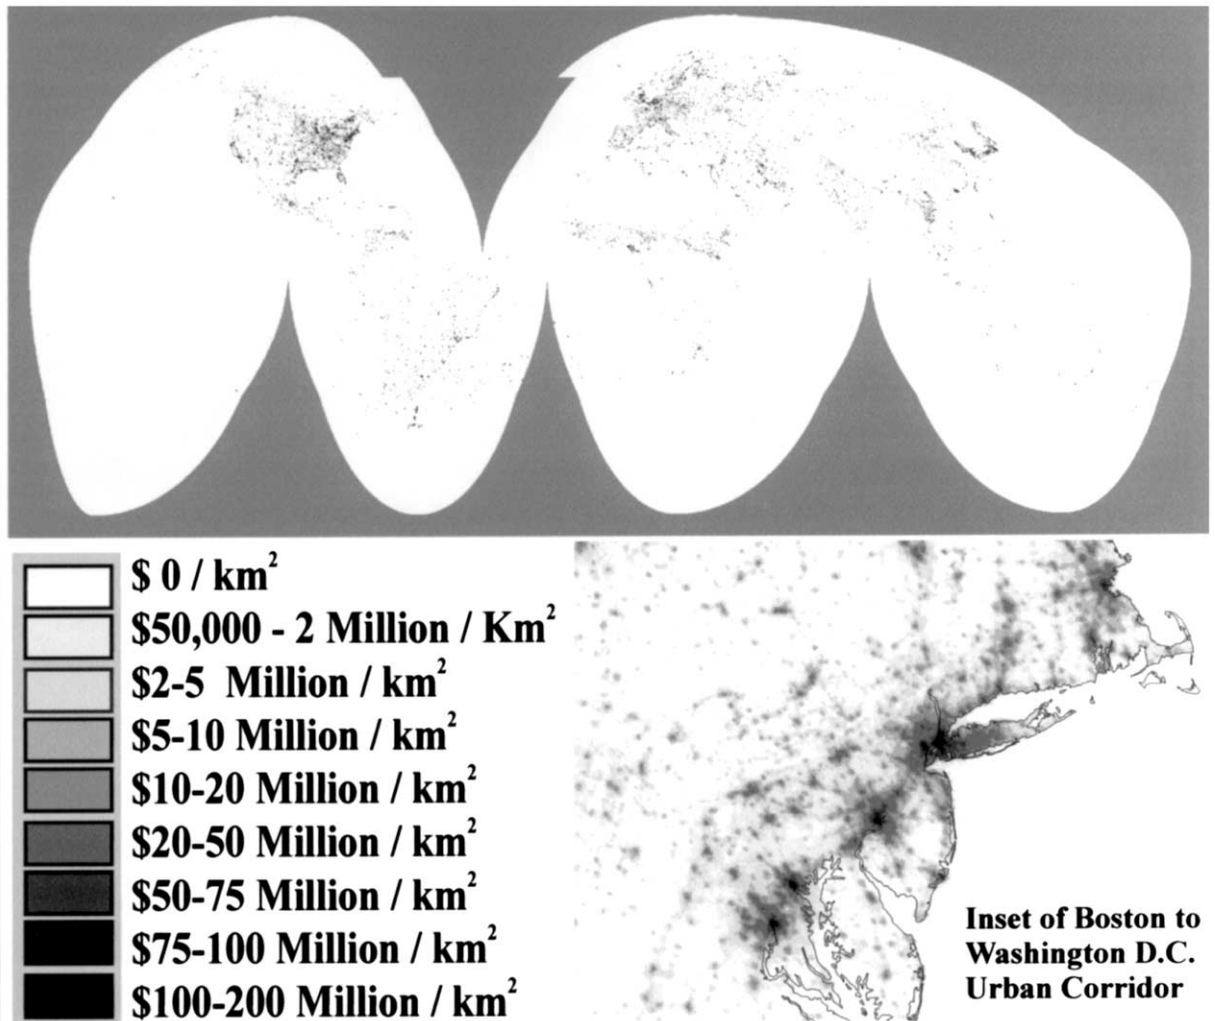 $ 0 / km²
$50,000 - 2 Million / Km²
$2-5 Million / km²
$5-10 Million / km²
$10-20 Million / km²
$20-50 Million / km²
$50-75 Million / km²
$75-100 Million / km²
$100-200 Million / km²
Inset of Boston to
Washington D.C.
Urban Corridor